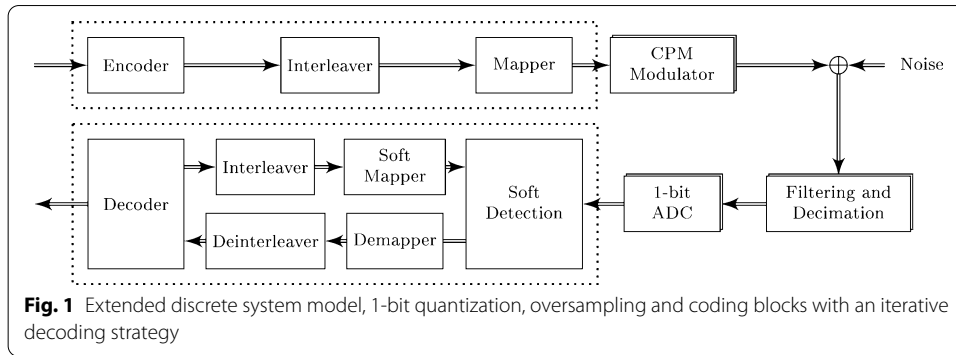 Encoder
Interleaver
Mapper
CPM
Modulator
Noise
Decoder
Interleaver
Soft
Mapper
Deinterleaver
Demapper
Soft
Detection
1-bit
ADC
Filtering and
Decimation
Fig. 1 Extended discrete system model, 1-bit quantization, oversampling and coding blocks with an iterative
decoding strategy